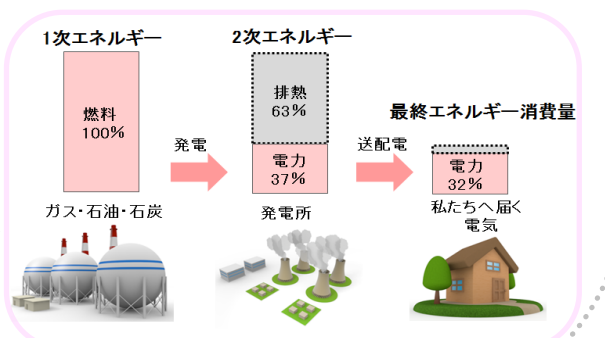 1次エネルギー
燃料
100%
ガス・石油・石炭
発電
2次エネルギー
排熱
63%
電力
37%
発電所
送配電
最終エネルギー消費量
電力
32%
私たちへ届く
電気